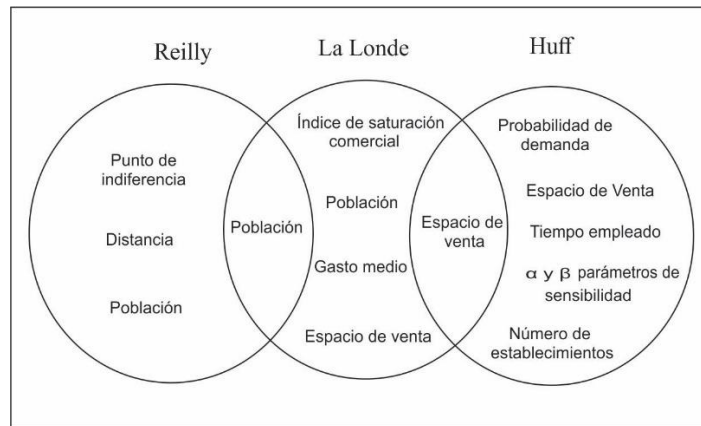 Reilly
La Londe
Huff
Punto de
indiferencia
Distancia
Población
Población
Índice de saturación
comercial
Población
Gasto medio
Espacio de venta
Espacio de
venta
Probabilidad de
demanda
Espacio de Venta
Tiempo empleado
α y β parámetros de
sensibilidad
Número de
establecimientos